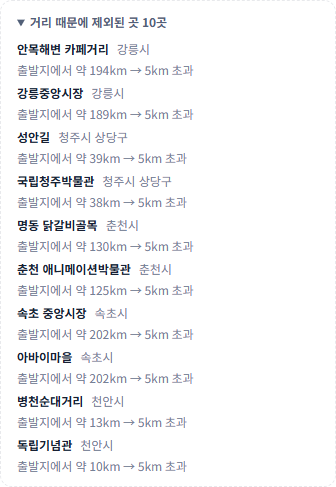 ▼ 거리 때문에 제외된 곳 10곳
안목해변 카페거리 강릉시
출발지에서 약 194km → 5km 초과
강릉중앙시장 강릉시
출발지에서 약 189km → 5km 초과
성안길 청주시 상당구
출발지에서 약 39km → 5km 초과
국립청주박물관 청주시 상당구
출발지에서 약 38km → 5km 초과
명동 닭갈비골목 춘천시
출발지에서 약 130km → 5km 초과
춘천 애니메이션박물관 춘천시
출발지에서 약 125km → 5km 초과
속초 중앙시장 속초시
출발지에서 약 202km → 5km 초과
아바이마을 속초시
출발지에서 약 202km → 5km 초과
병천순대거리 천안시
출발지에서 약 13km → 5km 초과
독립기념관 천안시
출발지에서 약 10km → 5km 초과